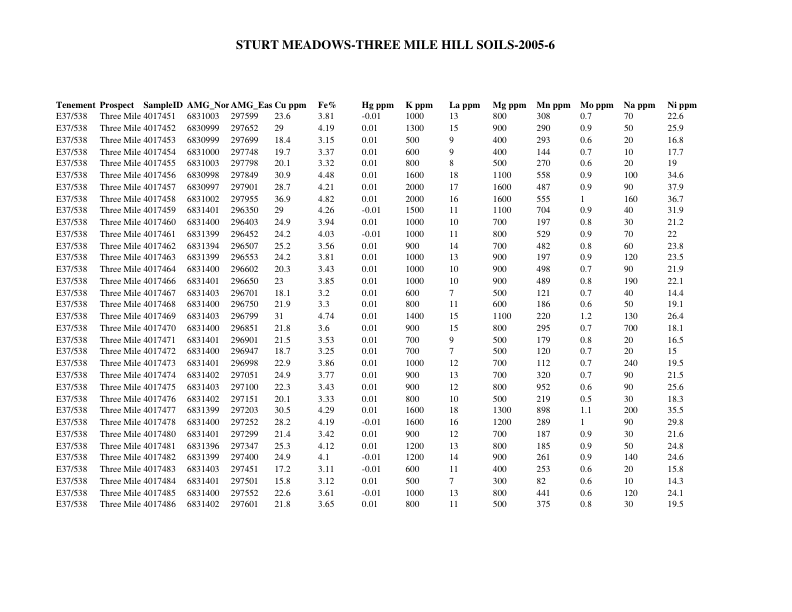 STURT MEADOWS-THREE MILE HILL SOILS-2005-6
Tenement Prospect SampleID AMG_Nor AMG_Eas Cu ppm Fe% Hg ppm K ppm La ppm Mg ppm Mn ppm Mo ppm Na ppm Ni ppm
E37/538 Three Mile 4017451 6831003 297599 23.6 3.81 -0.01 1000 13 800 308 0.7 70 22.6
E37/538 Three Mile 4017452 6830999 297652 29 4.19 0.01 1300 15 900 290 0.9 50 25.9
E37/538 Three Mile 4017453 6830999 297699 18.4 3.15 0.01 500 9 400 293 0.6 20 16.8
E37/538 Three Mile 4017454 6831000 297748 19.7 3.37 0.01 600 9 400 144 0.7 10 17.7
E37/538 Three Mile 4017455 6831003 297798 20.1 3.32 0.01 800 8 500 270 0.6 20 19
E37/538 Three Mile 4017456 6830998 297849 30.9 4.48 0.01 1600 18 1100 558 0.9 100 34.6
E37/538 Three Mile 4017457 6830997 297901 28.7 4.21 0.01 2000 17 1600 487 0.9 90 37.9
E37/538 Three Mile 4017458 6831002 297955 36.9 4.82 0.01 2000 16 1600 555 1 160 36.7
E37/538 Three Mile 4017459 6831401 296350 29 4.26 -0.01 1500 11 1100 704 0.9 40 31.9
E37/538 Three Mile 4017460 6831400 296403 24.9 3.94 0.01 1000 10 700 197 0.8 30 21.2
E37/538 Three Mile 4017461 6831399 296452 24.2 4.03 -0.01 1000 11 800 529 0.9 70 22
E37/538 Three Mile 4017462 6831394 296507 25.2 3.56 0.01 900 14 700 482 0.8 60 23.8
E37/538 Three Mile 4017463 6831399 296553 24.2 3.81 0.01 1000 13 900 197 0.9 120 23.5
E37/538 Three Mile 4017464 6831400 296602 20.3 3.43 0.01 1000 10 900 498 0.7 90 21.9
E37/538 Three Mile 4017466 6831401 296650 23 3.85 0.01 1000 10 900 489 0.8 190 22.1
E37/538 Three Mile 4017467 6831403 296701 18.1 3.2 0.01 600 7 500 121 0.7 40 14.4
E37/538 Three Mile 4017468 6831400 296750 21.9 3.3 0.01 800 11 600 186 0.6 50 19.1
E37/538 Three Mile 4017469 6831403 296799 31 4.74 0.01 1400 15 1100 220 1.2 130 26.4
E37/538 Three Mile 4017470 6831400 296851 21.8 3.6 0.01 900 15 800 295 0.7 700 18.1
E37/538 Three Mile 4017471 6831401 296901 21.5 3.53 0.01 700 9 500 179 0.8 20 16.5
E37/538 Three Mile 4017472 6831400 296947 18.7 3.25 0.01 700 7 500 120 0.7 20 15
E37/538 Three Mile 4017473 6831401 296998 22.9 3.86 0.01 1000 12 700 112 0.7 240 19.5
E37/538 Three Mile 4017474 6831402 297051 24.9 3.77 0.01 900 13 700 320 0.7 90 21.5
E37/538 Three Mile 4017475 6831403 297100 22.3 3.43 0.01 900 12 800 952 0.6 90 25.6
E37/538 Three Mile 4017476 6831402 297151 20.1 3.33 0.01 800 10 500 219 0.5 30 18.3
E37/538 Three Mile 4017477 6831399 297203 30.5 4.29 0.01 1600 18 1300 898 1.1 200 35.5
E37/538 Three Mile 4017478 6831400 297252 28.2 4.19 -0.01 1600 16 1200 289 1 90 29.8
E37/538 Three Mile 4017480 6831401 297299 21.4 3.42 0.01 900 12 700 187 0.9 30 21.6
E37/538 Three Mile 4017481 6831396 297347 25.3 4.12 0.01 1200 13 800 185 0.9 50 24.8
E37/538 Three Mile 4017482 6831399 297400 24.9 4.1 -0.01 1200 14 900 261 0.9 140 24.6
E37/538 Three Mile 4017483 6831403 297451 17.2 3.11 -0.01 600 11 400 253 0.6 20 15.8
E37/538 Three Mile 4017484 6831401 297501 15.8 3.12 0.01 500 7 300 82 0.6 10 14.3
E37/538 Three Mile 4017485 6831400 297552 22.6 3.61 -0.01 1000 13 800 441 0.6 120 24.1
E37/538 Three Mile 4017486 6831402 297601 21.8 3.65 0.01 800 11 500 375 0.8 30 19.5